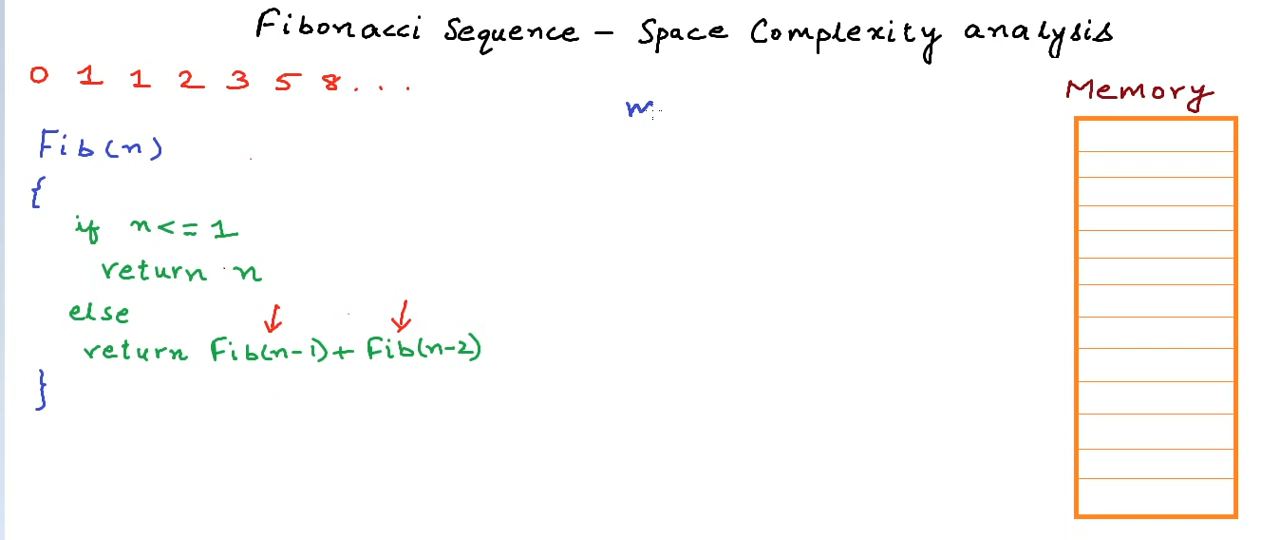 Fibonacci Sequence – Space Complexity analysis
0 1 1 2 3 5 8...
Memory
m
Fib(n)
{
if n<=1
return n
else
return Fib(n-1)+Fib(n-2)
}